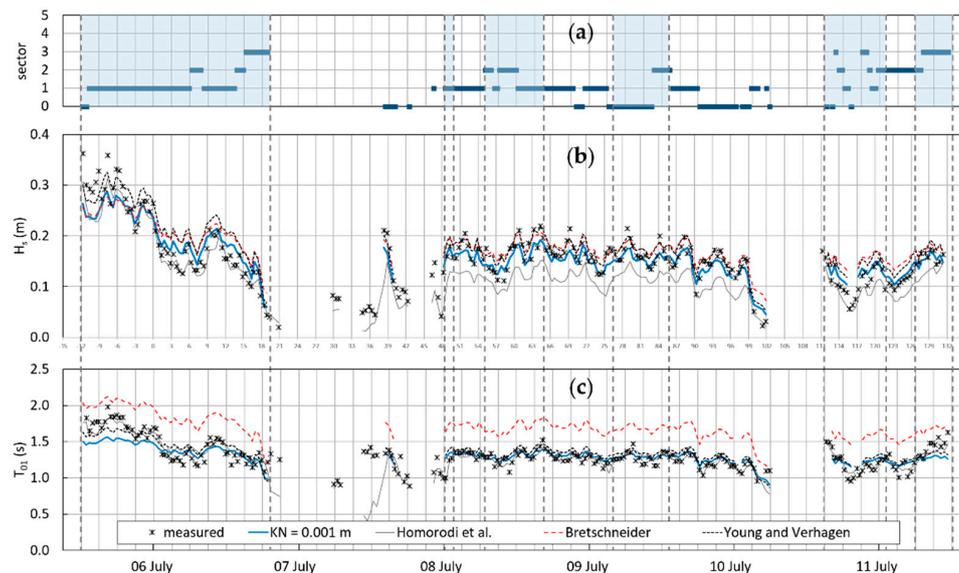 (a)
sector
5
4
3
2
1
0
(b)
Hs (m)
0.4
0.3
0.2
0.1
0.0
(c)
T01 (s)
2.5
2.0
1.5
1.0
0.5
0.0
measured KN = 0.001 m Homorodi et al. Bretschneider Young and Verhagen
06 July 07 July 08 July 09 July 10 July 11 July